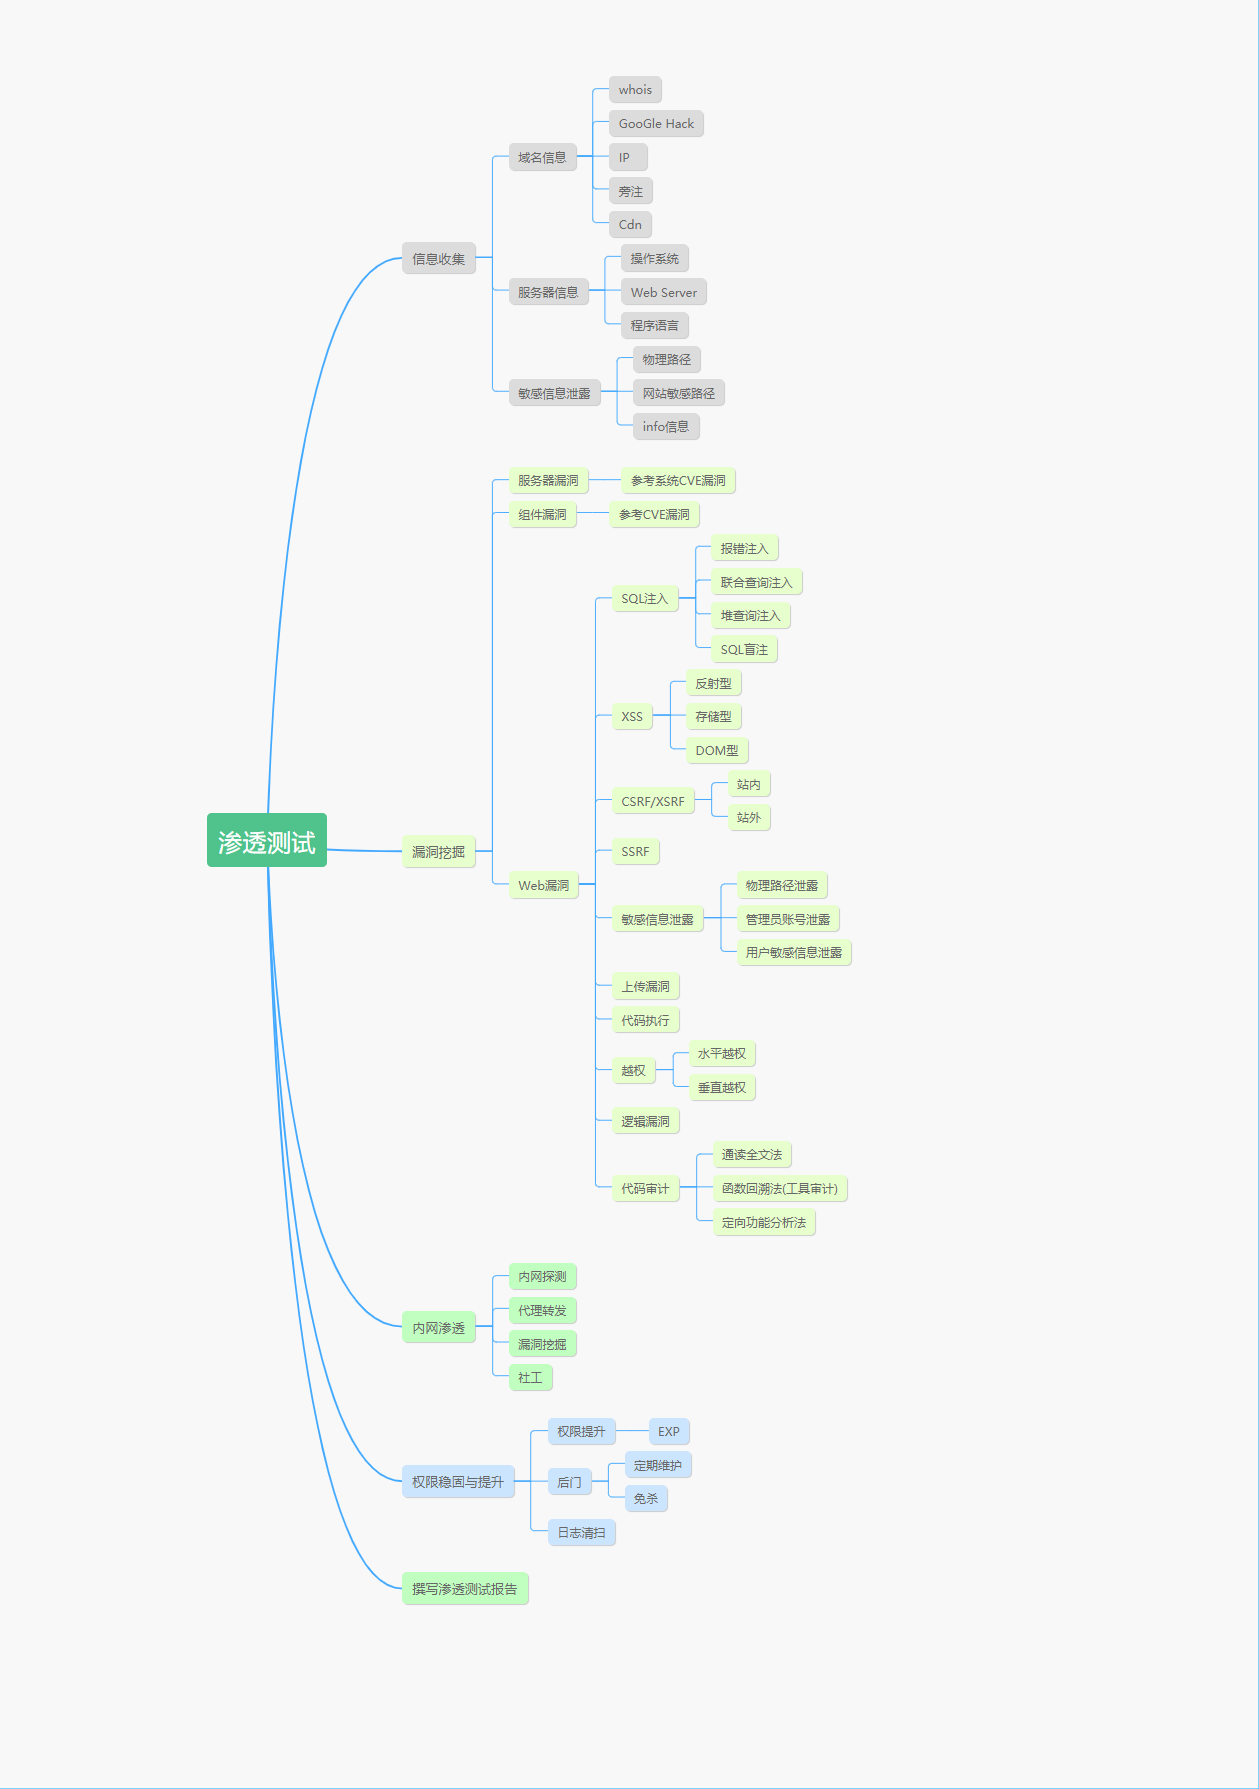 渗透测试
信息收集
域名信息
whois
GooGle Hack
IP
旁注
Cdn
服务器信息
操作系统
Web Server
程序语言
敏感信息泄露
物理路径
网站敏感路径
info信息
漏洞挖掘
服务器漏洞
参考系统CVE漏洞
组件漏洞
参考CVE漏洞
Web漏洞
SQL注入
报错注入
联合查询注入
堆查询注入
SQL盲注
XSS
反射型
存储型
DOM型
CSRF/XSRF
站内
站外
SSRF
敏感信息泄露
物理路径泄露
管理员账号泄露
用户敏感信息泄露
上传漏洞
代码执行
越权
水平越权
垂直越权
逻辑漏洞
代码审计
通读全文法
函数回溯法(工具审计)
定向功能分析法
内网渗透
内网探测
代理转发
漏洞挖掘
社工
权限稳固与提升
权限提升
EXP
后门
定期维护
免杀
日志清扫
撰写渗透测试报告